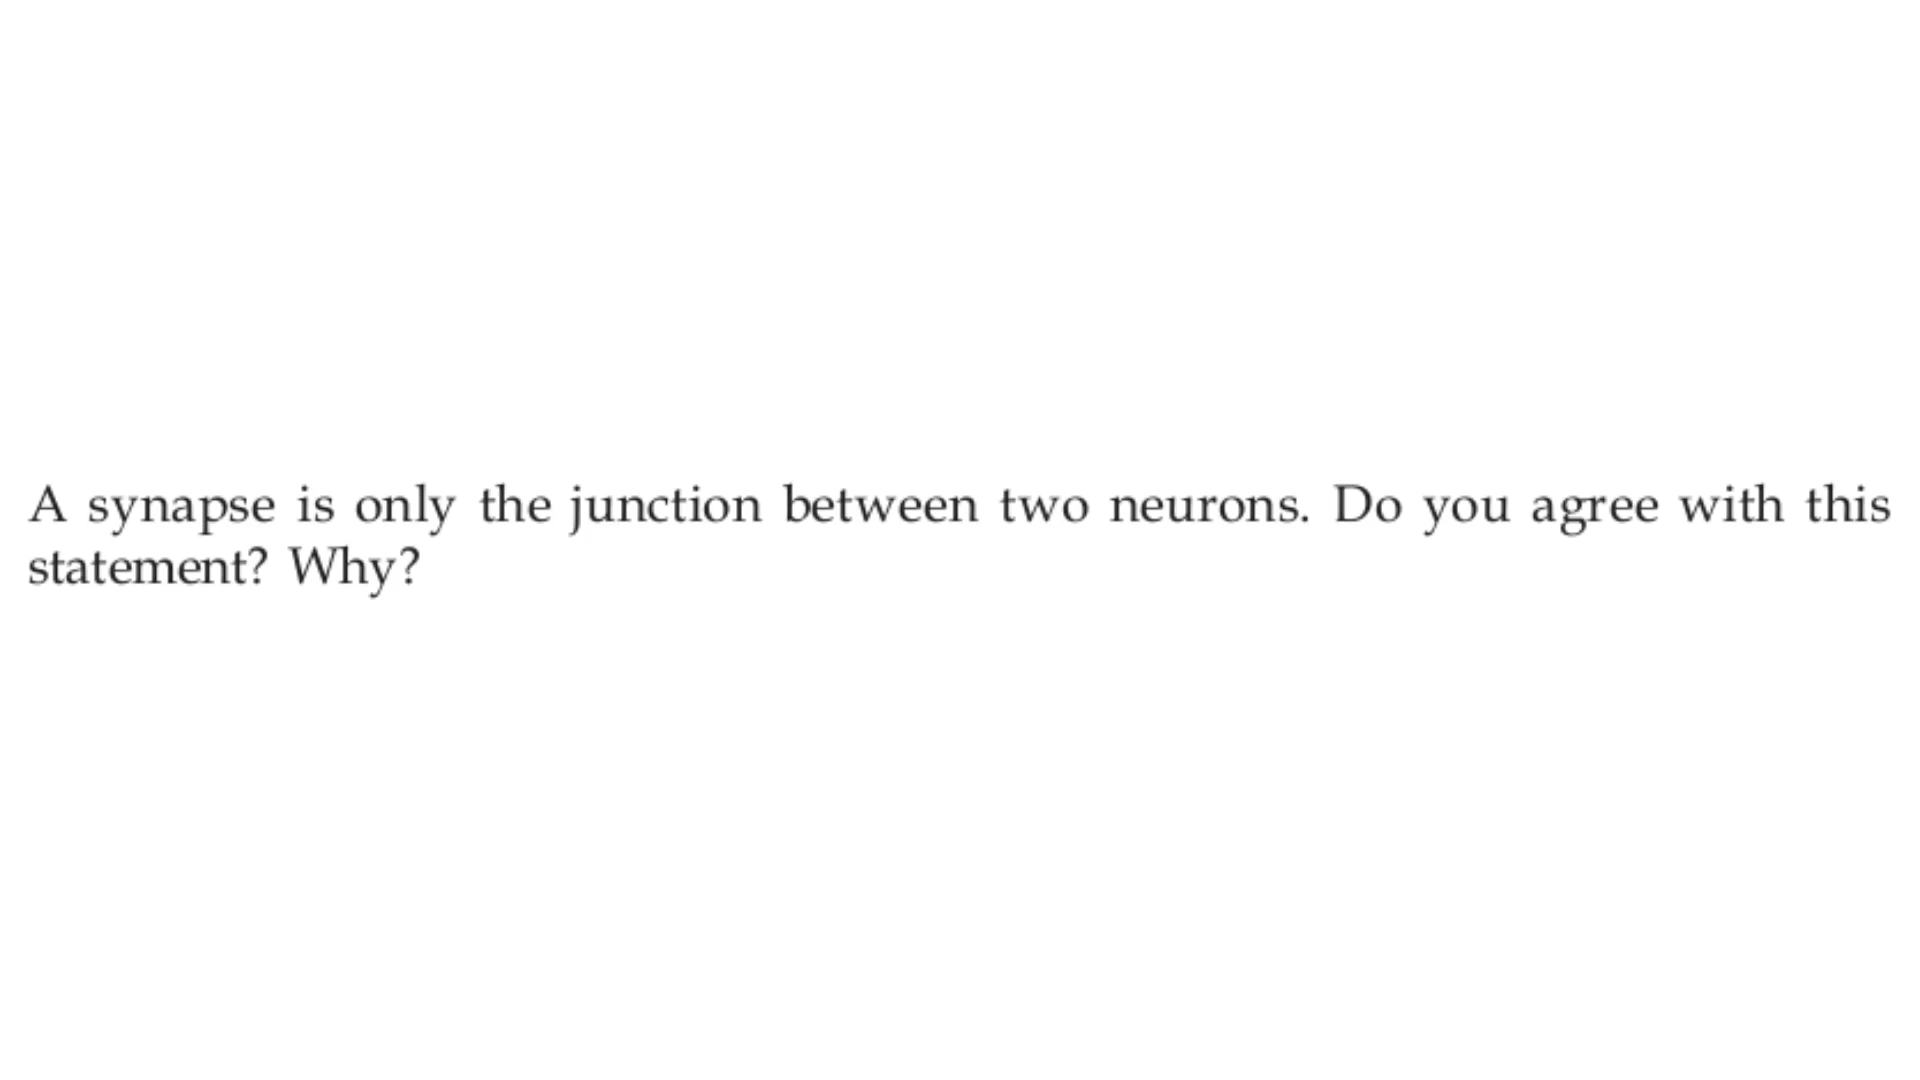 A synapse is only the junction between two neurons. Do you agree with this
statement? Why?